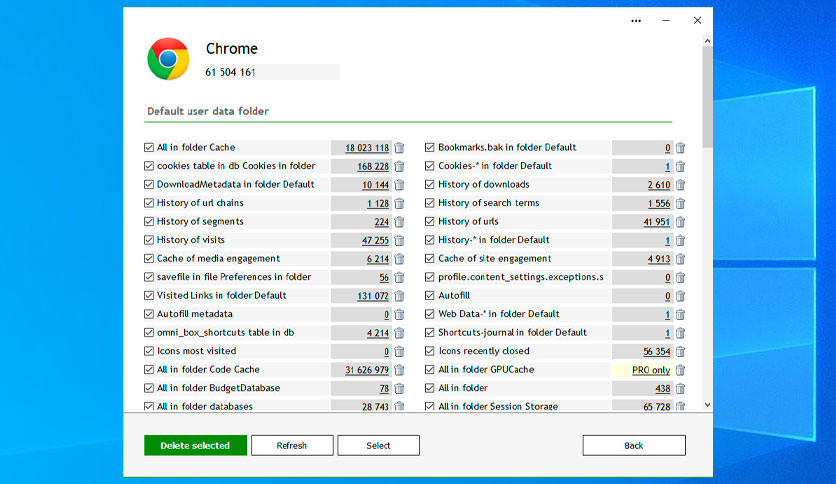 Chrome
61 504 161
Default user data folder
All in folder Cache 18 023 118 Bookmarks.bak in folder Default 0
cookies table in db Cookies in folder 168 228 Cookies-* in folder Default 1
DownloadMetadata in folder Default 10 144 History of downloads 2 610
History of url chains 1 128 History of search terms 1 556
History of segments 224 History of urls 41 951
History of visits 47 255 History-* in folder Default 1
Cache of media engagement 6 214 Cache of site engagement 4 913
savefile in file Preferences in folder 56 profile.content_settings.exceptions.s 0
Visited Links in folder Default 131 072 Autofill 0
Autofill metadata 0 Web Data-* in folder Default 1
omni_box_shortcuts table in db 4 214 Shortcuts-journal in folder Default 1
Icons most visited 0 Icons recently closed 56 354
All in folder Code Cache 31 626 979 All in folder GPUCache PRO only
All in folder BudgetDatabase 78 All in folder 438
All in folder databases 28 743 All in folder Session Storage 65 728
Delete selected Refresh Select Back